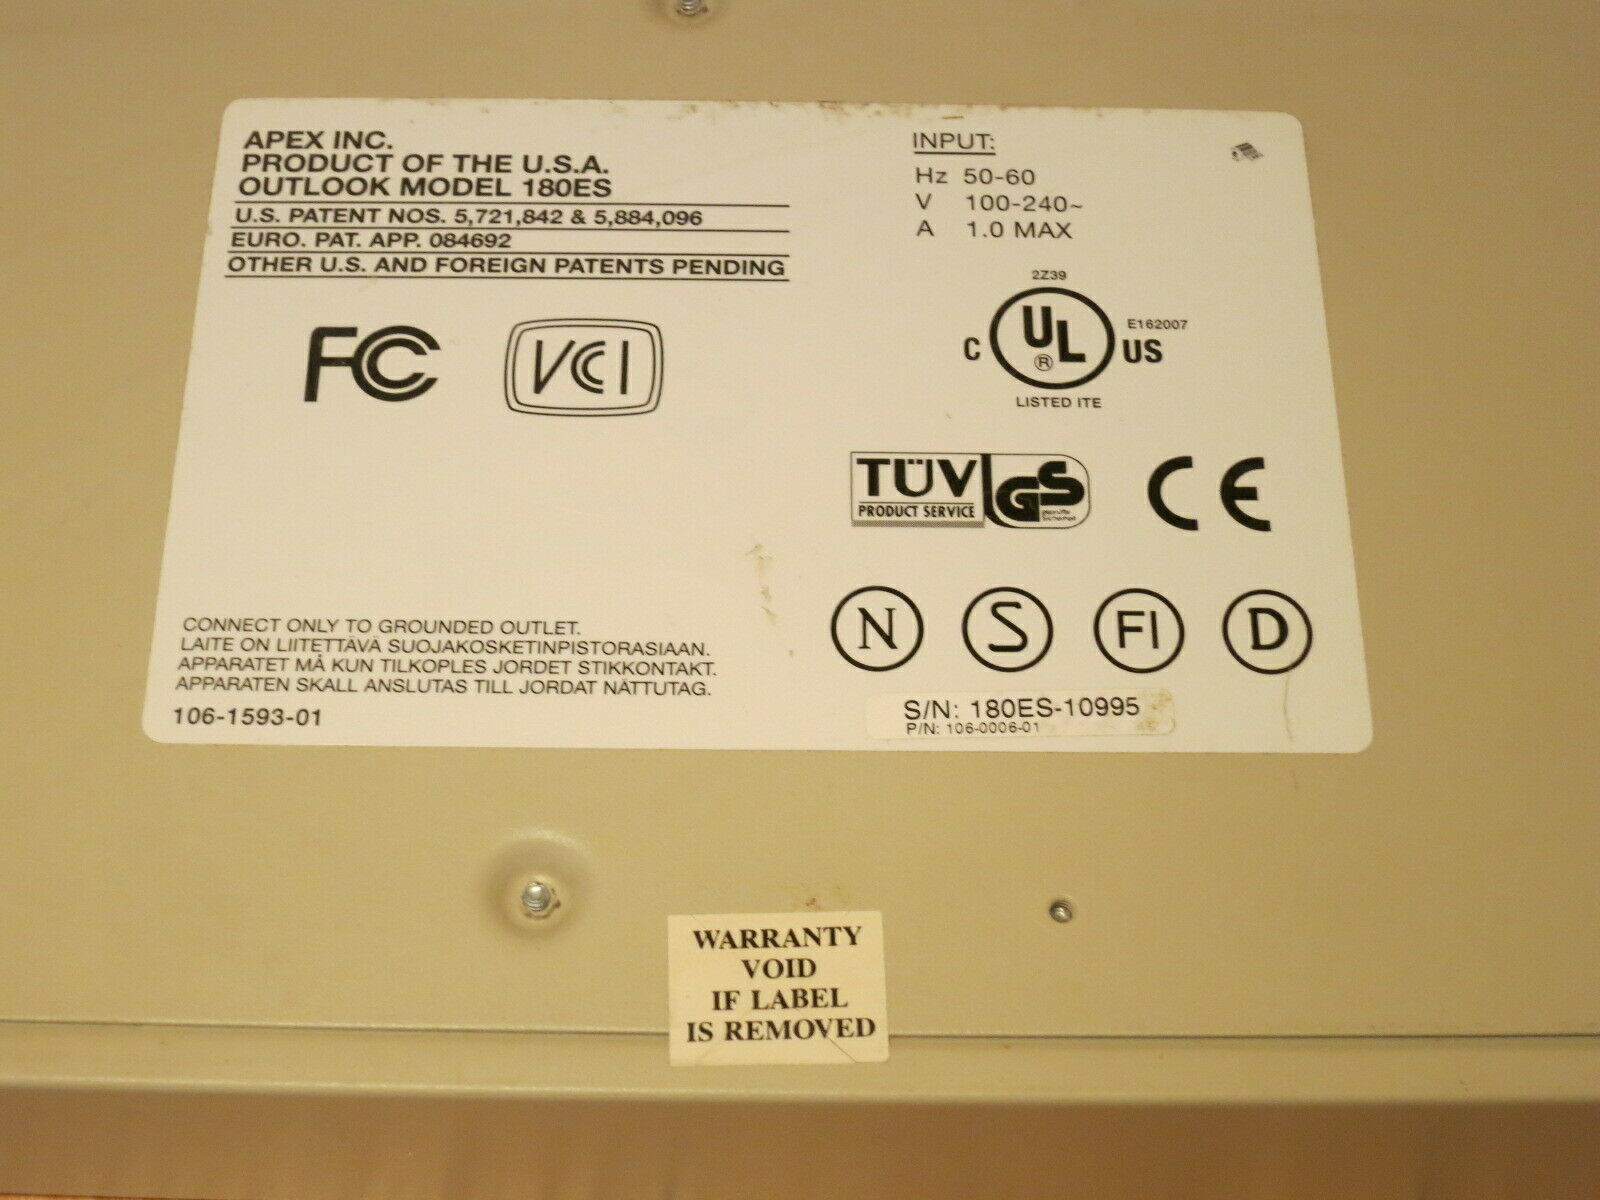 APEX INC.
PRODUCT OF THE U.S.A.
OUTLOOK MODEL 180ES
U.S. PATENT NOS. 5,721,842 & 5,884,096
EURO. PAT. APP. 084692
OTHER U.S. AND FOREIGN PATENTS PENDING
FC
VCI
CONNECT ONLY TO GROUNDED OUTLET.
LAITE ON LIITETTÄVÄ SUOJAKOSKETINPISTORASIAAN.
APPARATET MÅ KUN TILKOPLES JORDET STIKKONTAKT.
APPARATEN SKALL ANSLUTAS TILL JORDAT NÄTTUTAG.
106-1593-01
INPUT:
Hz 50-60
V 100-240~
A 1.0 MAX
2Z39
C UL ® US
E162007
LISTED ITE
TÜV
PRODUCT SERVICE
GS
geprüfte
Sicherheit
CE
N S FI D
S/N: 180ES-10995
P/N: 106-0006-01
WARRANTY
VOID
IF LABEL
IS REMOVED